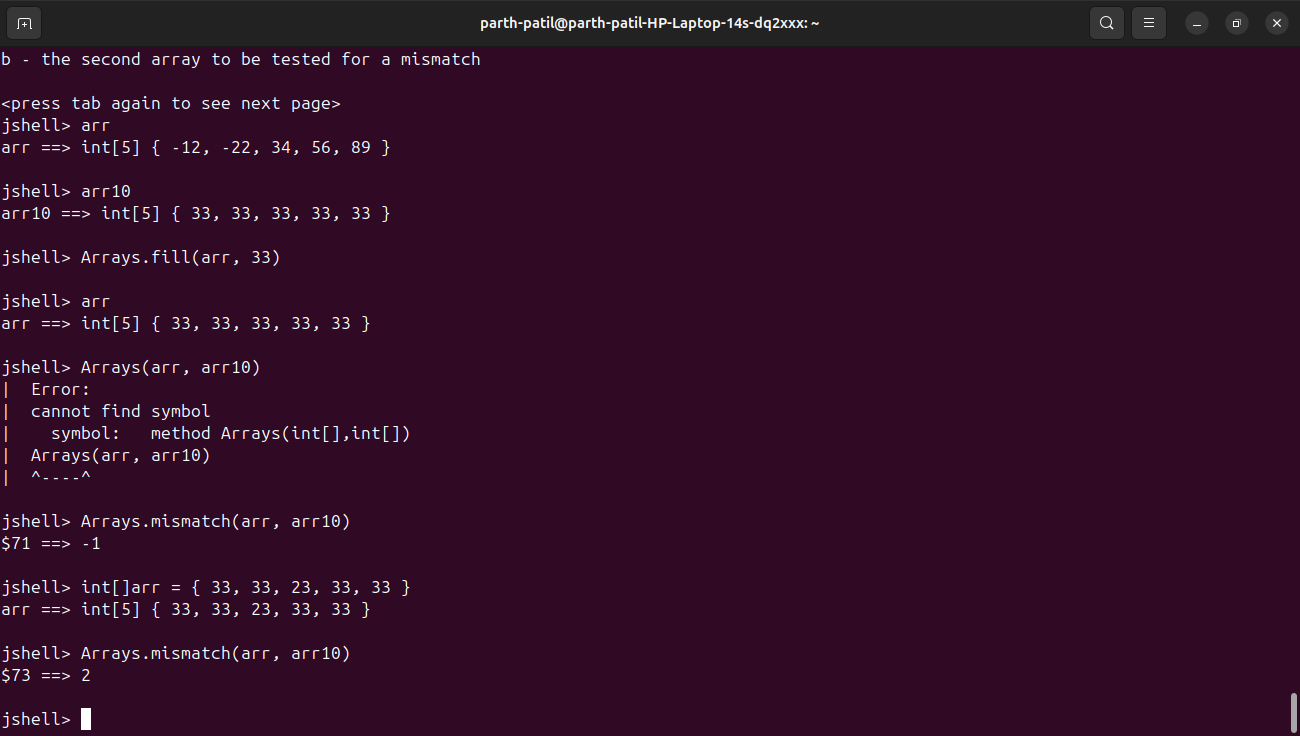 parth-patil@parth-patil-HP-Laptop-14s-dq2xxx: ~
b - the second array to be tested for a mismatch
<press tab again to see next page>
jshell> arr
arr ==> int[5] { -12, -22, 34, 56, 89 }
jshell> arr10
arr10 ==> int[5] { 33, 33, 33, 33, 33 }
jshell> Arrays.fill(arr, 33)
jshell> arr
arr ==> int[5] { 33, 33, 33, 33, 33 }
jshell> Arrays(arr, arr10)
|  Error:
|  cannot find symbol
|    symbol:   method Arrays(int[],int[])
|  Arrays(arr, arr10)
|  ^----^
jshell> Arrays.mismatch(arr, arr10)
$71 ==> -1
jshell> int[]arr = { 33, 33, 23, 33, 33 }
arr ==> int[5] { 33, 33, 23, 33, 33 }
jshell> Arrays.mismatch(arr, arr10)
$73 ==> 2
jshell>